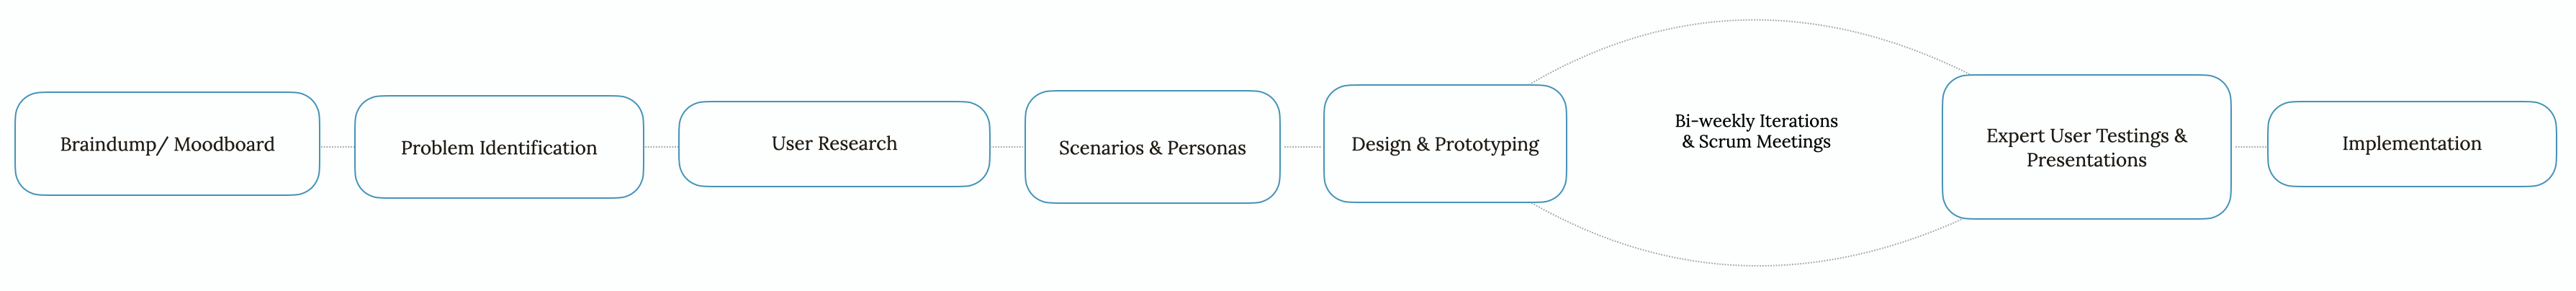 Braindump/ Moodboard
Problem Identification
User Research
Scenarios & Personas
Design & Prototyping
Bi-weekly Iterations
& Scrum Meetings
Expert User Testings &
Presentations
Implementation